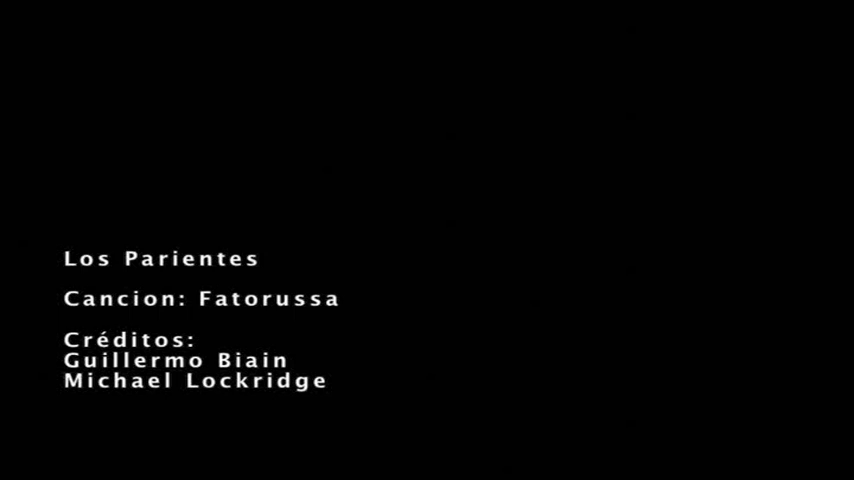 Los Parientes
Cancion: Fatorussa
Créditos:
Guillermo Biain
Michael Lockridge